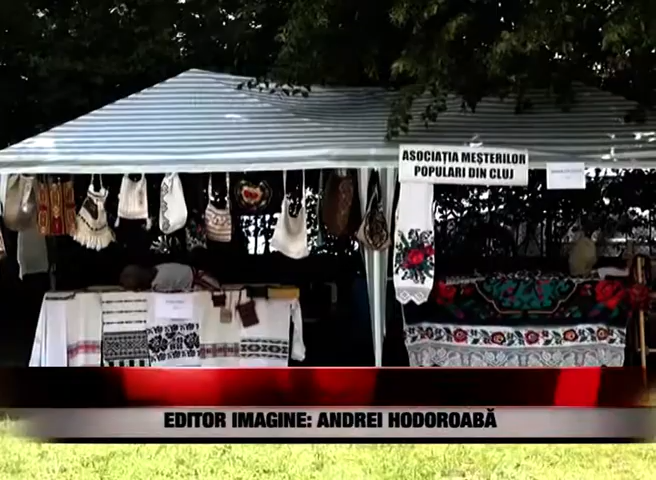 ASOCIAȚIA MEȘTERILOR
POPULARI DIN CLUJ
EDITOR IMAGINE: ANDREI HODOROABĂ